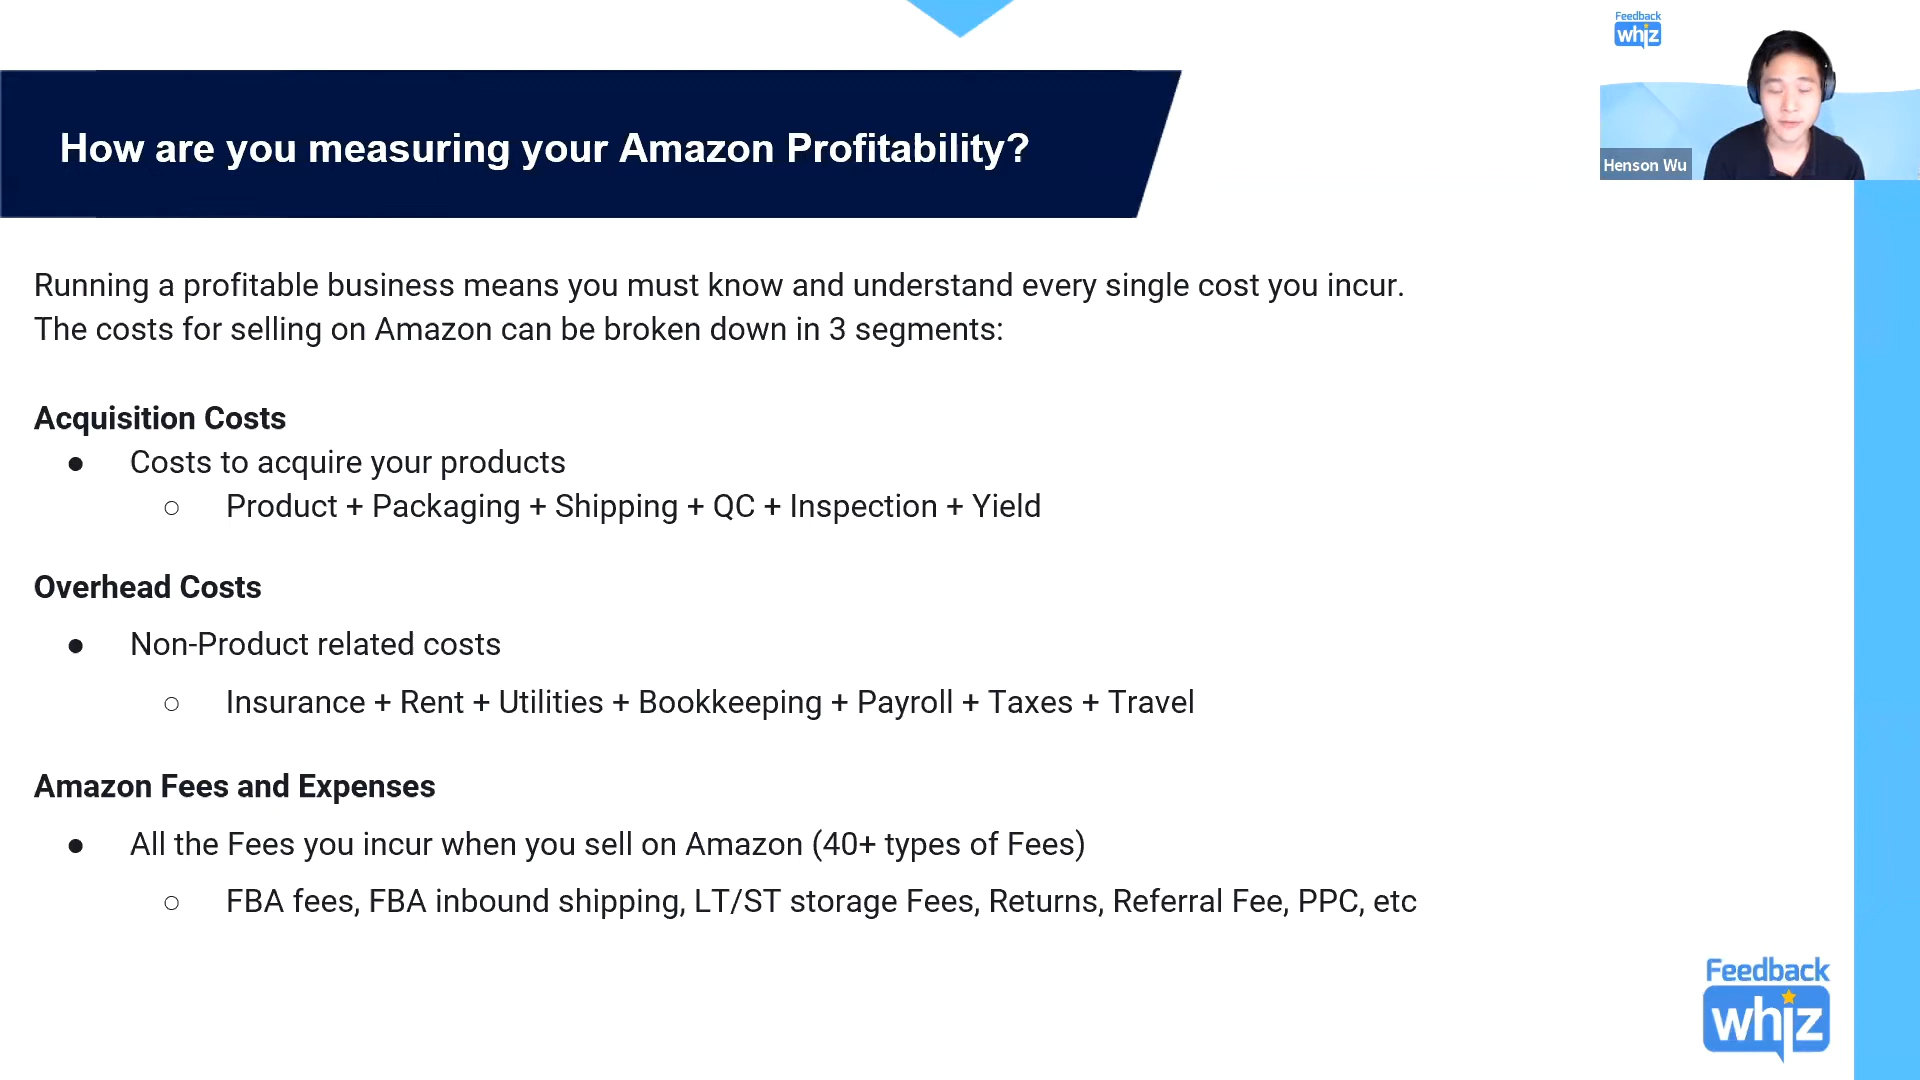 Feedback
whiz
Henson Wu
How are you measuring your Amazon Profitability?
Running a profitable business means you must know and understand every single cost you incur.
The costs for selling on Amazon can be broken down in 3 segments:
Acquisition Costs
● Costs to acquire your products
○ Product + Packaging + Shipping + QC + Inspection + Yield
Overhead Costs
● Non-Product related costs
○ Insurance + Rent + Utilities + Bookkeeping + Payroll + Taxes + Travel
Amazon Fees and Expenses
● All the Fees you incur when you sell on Amazon (40+ types of Fees)
○ FBA fees, FBA inbound shipping, LT/ST storage Fees, Returns, Referral Fee, PPC, etc
Feedback
whiz